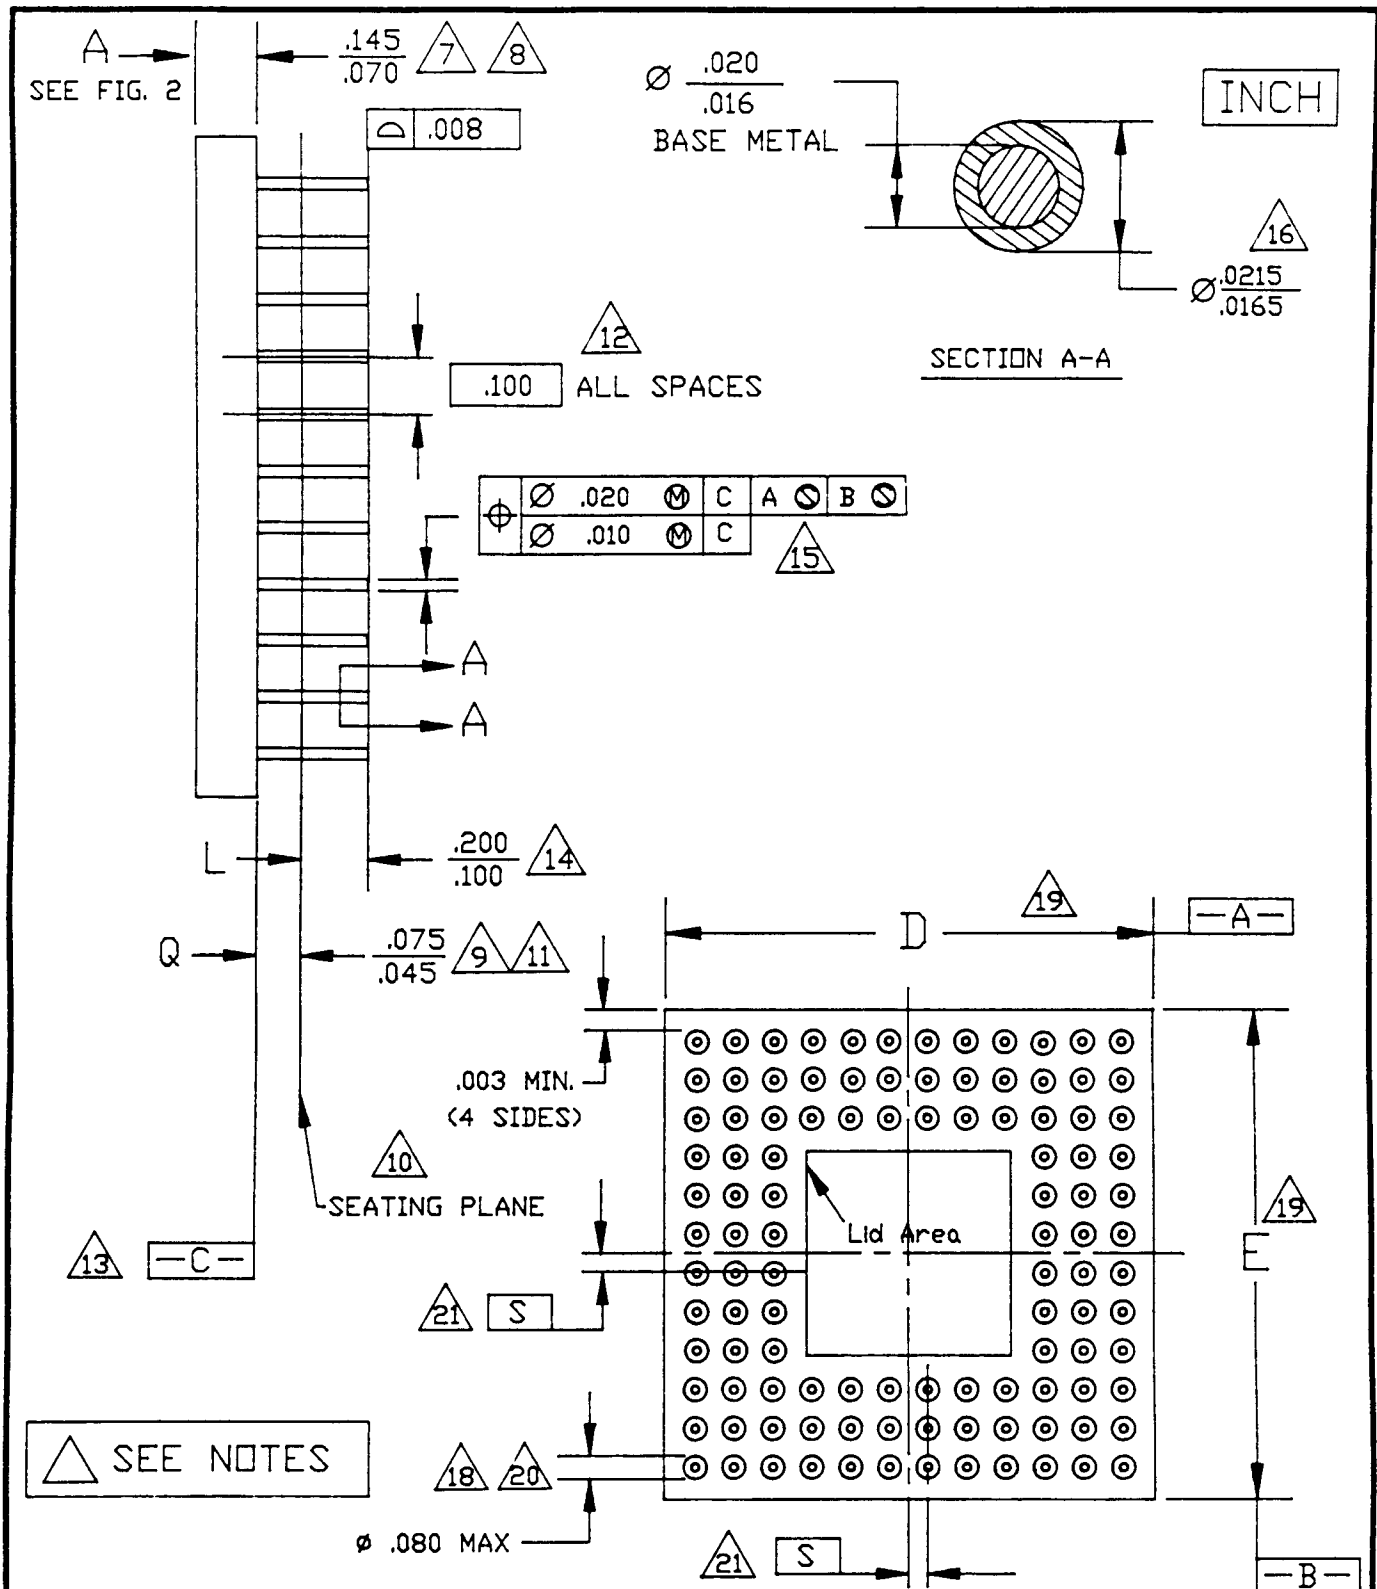 A
SEE FIG. 2
.145
.070
7
8
.008
Ø .020
.016
BASE METAL
INCH
16
Ø .0215
.0165
SECTION A-A
12
.100 ALL SPACES
Ø .020 Ⓜ C A Ⓢ B Ⓢ
Ø .010 Ⓜ C
15
A
A
L
.200
.100
14
Q
.075
.045
9
11
19
D
-A-
.003 MIN.
(4 SIDES)
10
SEATING PLANE
Lid Area
19
E
13
-C-
21
S
SEE NOTES
18
20
ø .080 MAX
21
S
-B-